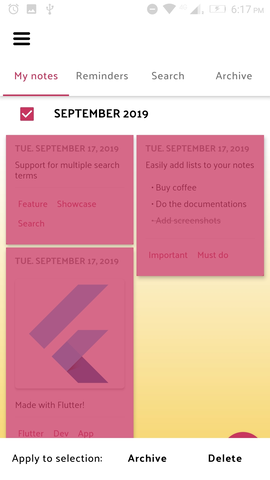 6:17 PM
My notes Reminders Search Archive
SEPTEMBER 2019
TUE, SEPTEMBER 17, 2019
Support for multiple search
terms
Feature Showcase
Search
TUE, SEPTEMBER 17, 2019
Easily add lists to your notes
• Buy coffee
• Do the documentations
• Add screenshots
Important Must do
TUE, SEPTEMBER 17, 2019
Made with Flutter!
Flutter Dev App
Apply to selection: Archive Delete